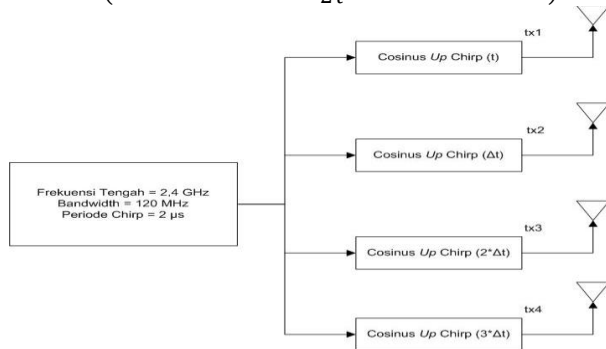 2t
tx1
Cosinus Up Chirp (t)
tx2
Cosinus Up Chirp (Δt)
Frekuensi Tengah = 2,4 GHz
Bandwidth = 120 MHz
Periode Chirp = 2 μs
tx3
Cosinus Up Chirp (2*Δt)
tx4
Cosinus Up Chirp (3*Δt)